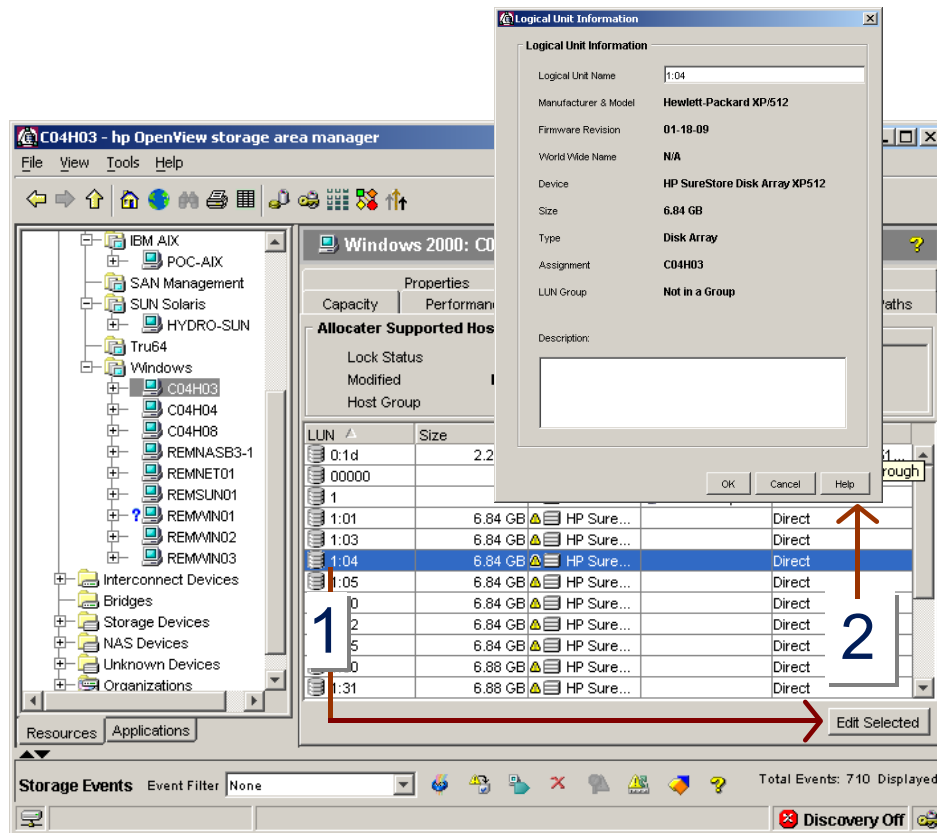 Logical Unit Information
Logical Unit Information
Logical Unit Name 1:04
Manufacturer & Model Hewlett-Packard XP/512
Firmware Revision 01-18-09
World Wide Name N/A
Device HP SureStore Disk Array XP512
Size 6.84 GB
Type Disk Array
Assignment C04H03
LUN Group Not in a Group
Description:
OK Cancel Help
C04H03 - hp OpenView storage area manager
File View Tools Help
IBM AIX
POC-AIX
SAN Management
SUN Solaris
HYDRO-SUN
Tru64
Windows
C04H03
C04H04
C04H08
REMNASB3-1
REMNET01
REMSUN01
REMWIN01
REMWIN02
REMWIN03
Interconnect Devices
Bridges
Storage Devices
NAS Devices
Unknown Devices
Organizations
Resources Applications
Windows 2000: C0
Properties
Capacity Performan aths
Allocater Supported Hos
Lock Status
Modified
Host Group
LUN Size
0:1d 2.2 51...
00000 rough
1
1:01 6.84 GB HP Sure... Direct
1:03 6.84 GB HP Sure... Direct
1:04 6.84 GB HP Sure... Direct
1:05 6.84 GB HP Sure... Direct
0 6.84 GB HP Sure... Direct
2 6.84 GB HP Sure... Direct
5 6.84 GB HP Sure... Direct
0 6.88 GB HP Sure... Direct
1:31 6.88 GB HP Sure... Direct
1
2
Edit Selected
Storage Events Event Filter None Total Events: 710 Displayed
Discovery Off